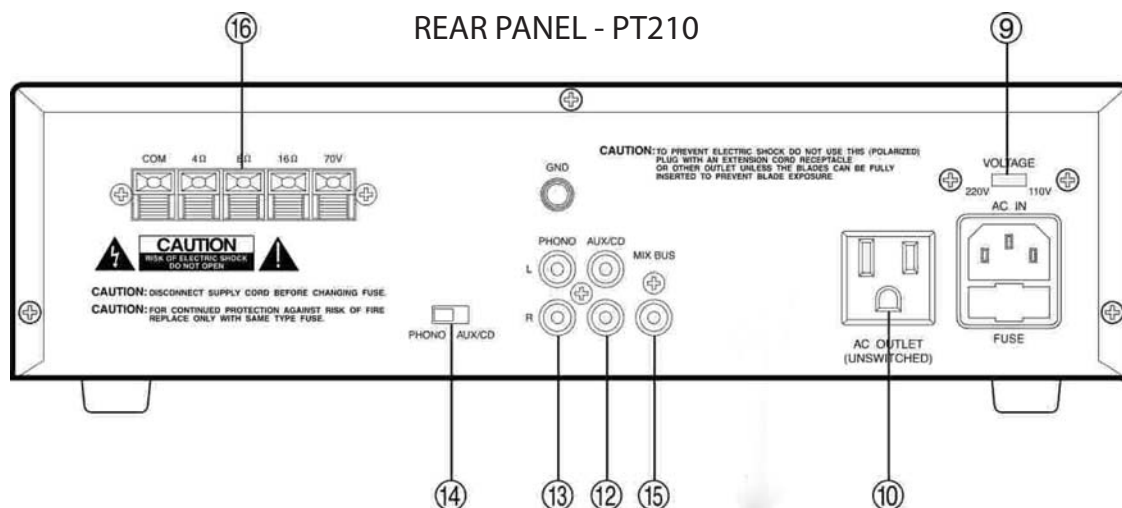 REAR PANEL - PT210
⑯
⑨
COM 4Ω 8Ω 16Ω 70V
GND
CAUTION: TO PREVENT ELECTRIC SHOCK DO NOT USE THIS (POLARIZED)
PLUG WITH AN EXTENSION CORD RECEPTACLE
OR OTHER OUTLET UNLESS THE BLADES CAN BE FULLY
INSERTED TO PREVENT BLADE EXPOSURE
VOLTAGE
220V 110V
AC IN
FUSE
CAUTION
RISK OF ELECTRIC SHOCK
DO NOT OPEN
CAUTION: DISCONNECT SUPPLY CORD BEFORE CHANGING FUSE.
CAUTION: FOR CONTINUED PROTECTION AGAINST RISK OF FIRE
REPLACE ONLY WITH SAME TYPE FUSE.
PHONO AUX/CD
PHONO AUX/CD
MIX BUS
L
R
AC OUTLET
(UNSWITCHED)
⑭ ⑬ ⑫ ⑮ ⑩